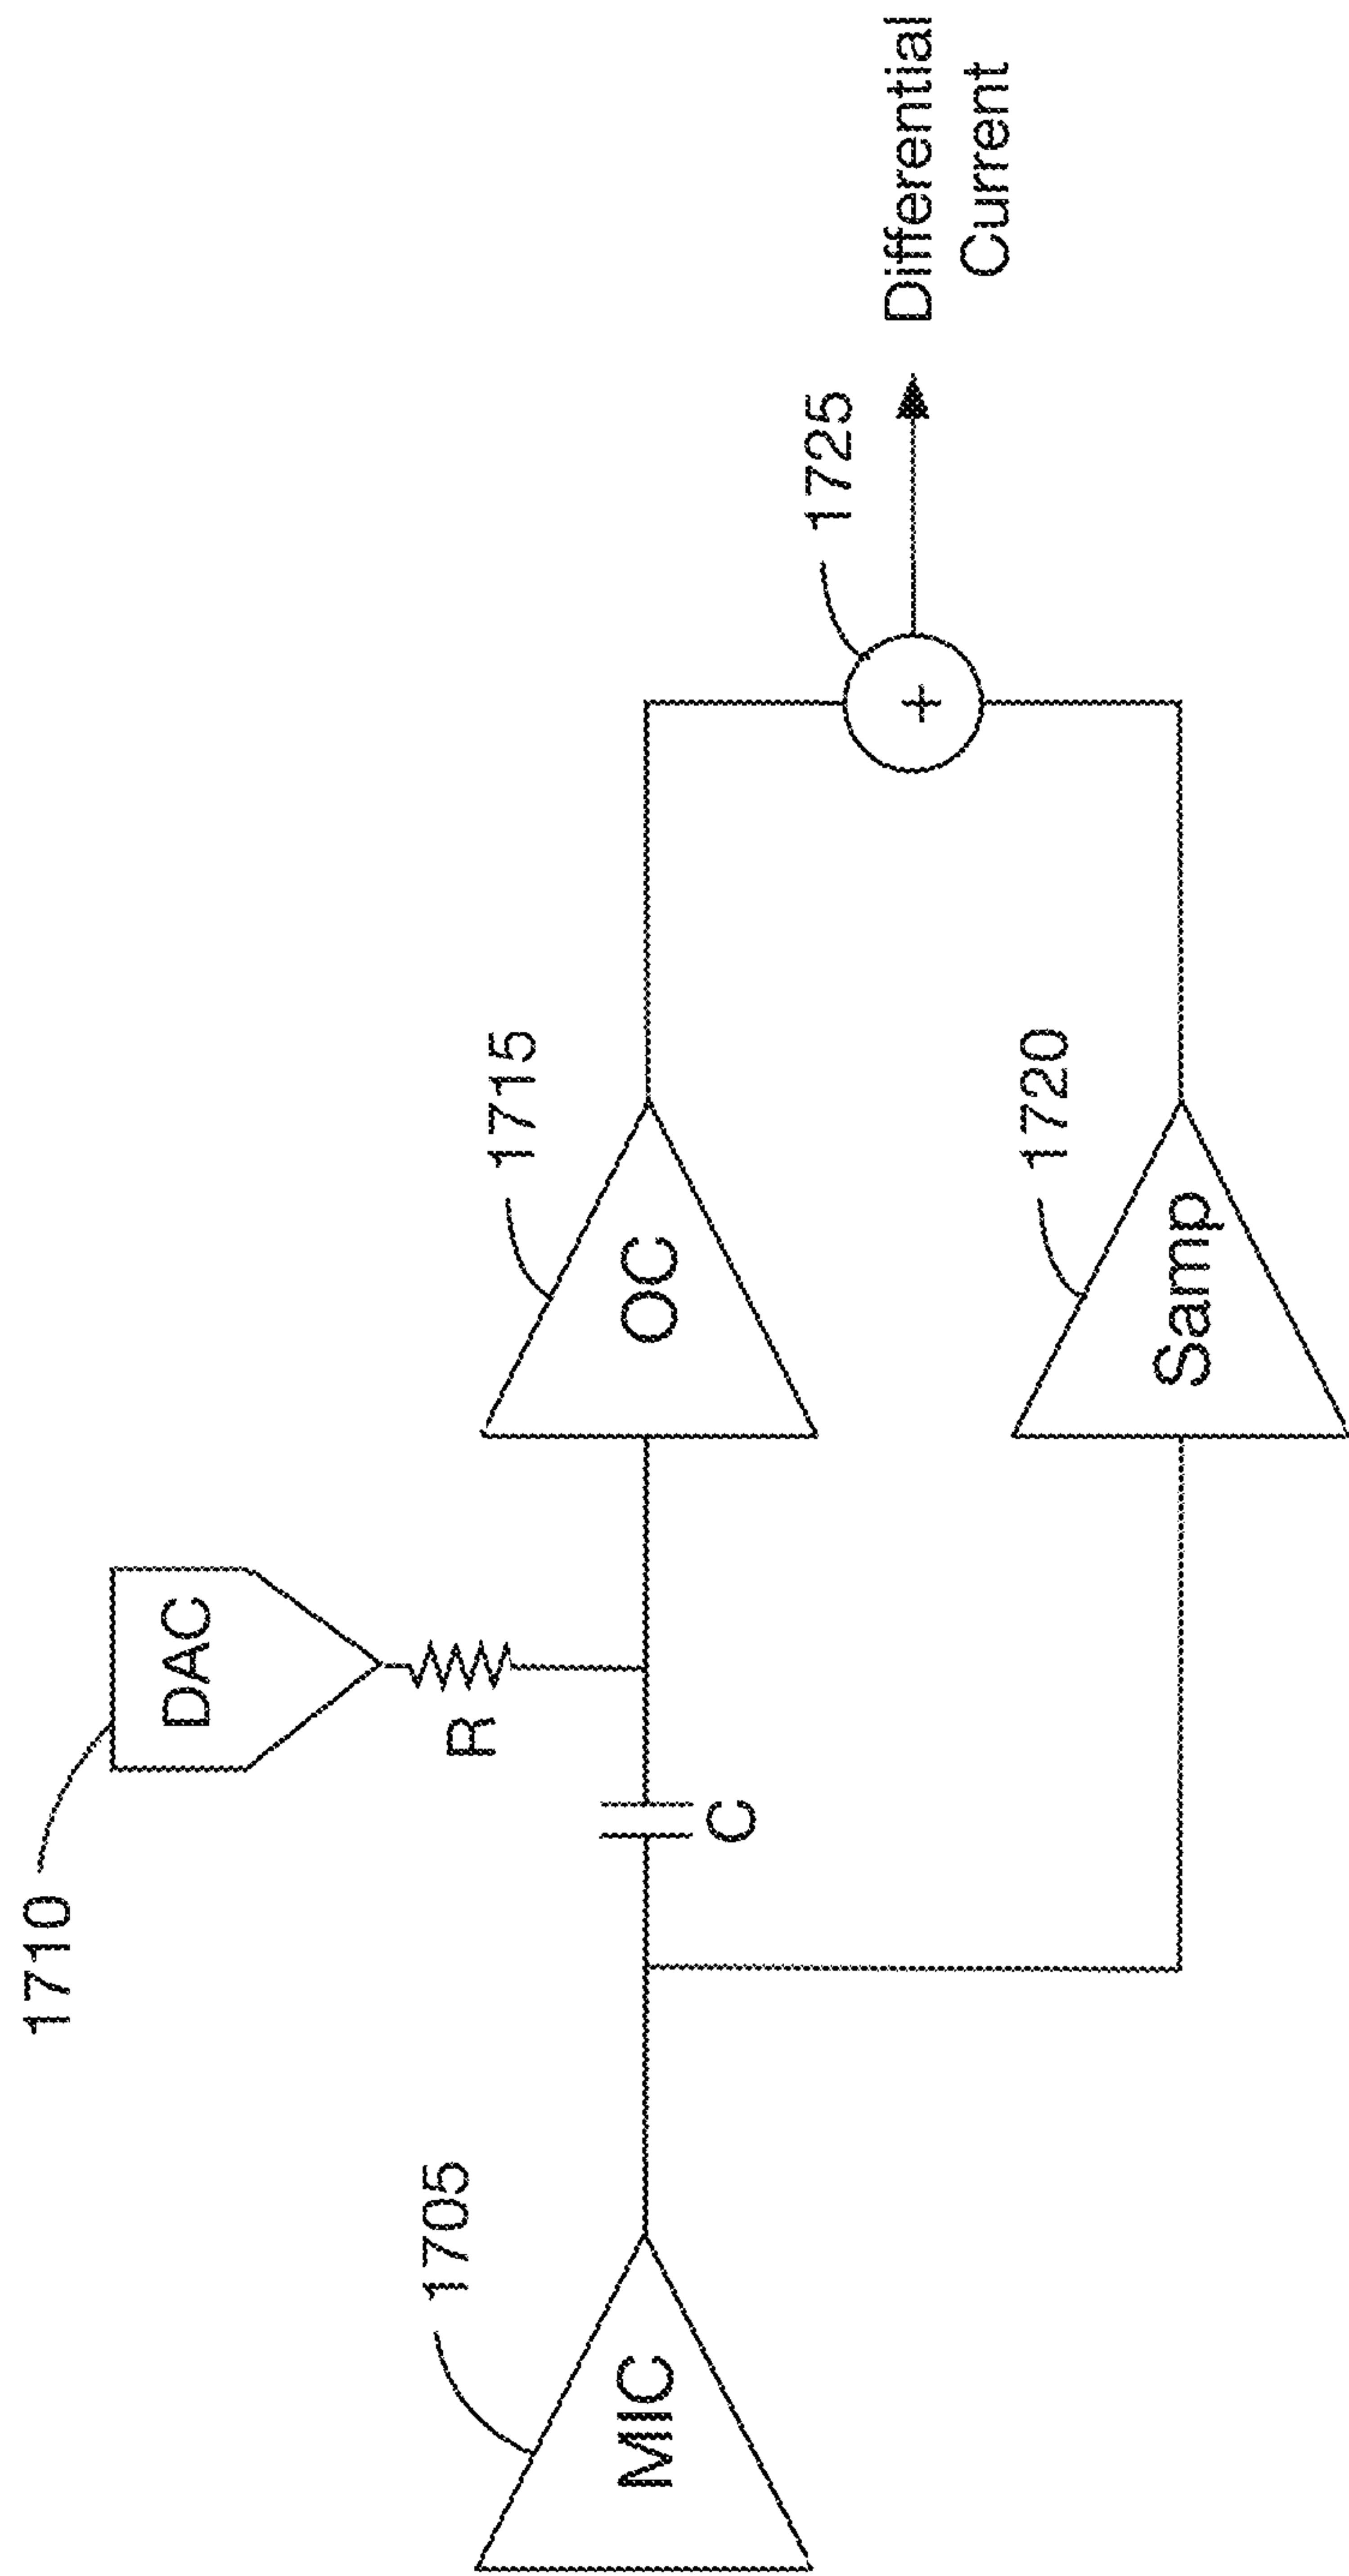 1710
DAC
R
C
1705
MIC
1715
OC
1720
Samp
1725
+
Differential
Current